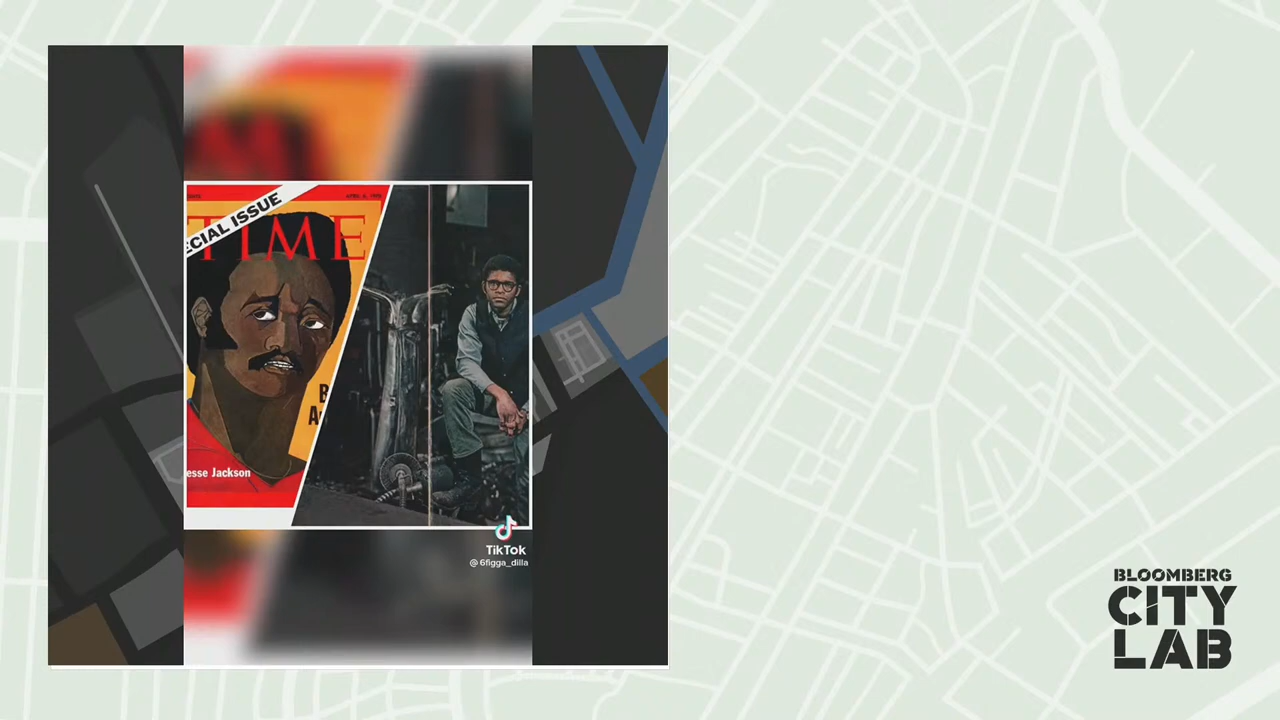 ECIAL ISSUE
TIME
B
A
esse Jackson
TikTok
@ 6figga_dilla
BLOOMBERG
CITY
LAB